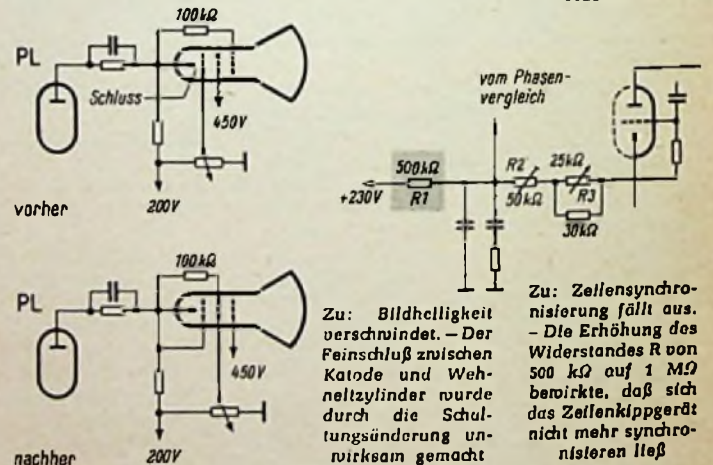 100kΩ
PL
Schluss
450V
200V
vorher
100kΩ
PL
450V
200V
nachher
vom Phasen-
vergleich
500kΩ
+230V
R1
R2
50kΩ
25kΩ
R3
30kΩ
Zu: Bildhelligkeit
verschwindet. – Der
Feinschluß zwischen
Katode und Weh-
neltzylinder wurde
durch die Schal-
tungsänderung un-
wirksam gemacht
Zu: Zeilensynchro-
nisierung fällt aus.
– Die Erhöhung des
Widerstandes R von
500 kΩ auf 1 MΩ
bewirkte, daß sich
das Zeilenkippgerät
nicht mehr synchro-
nisieren ließ